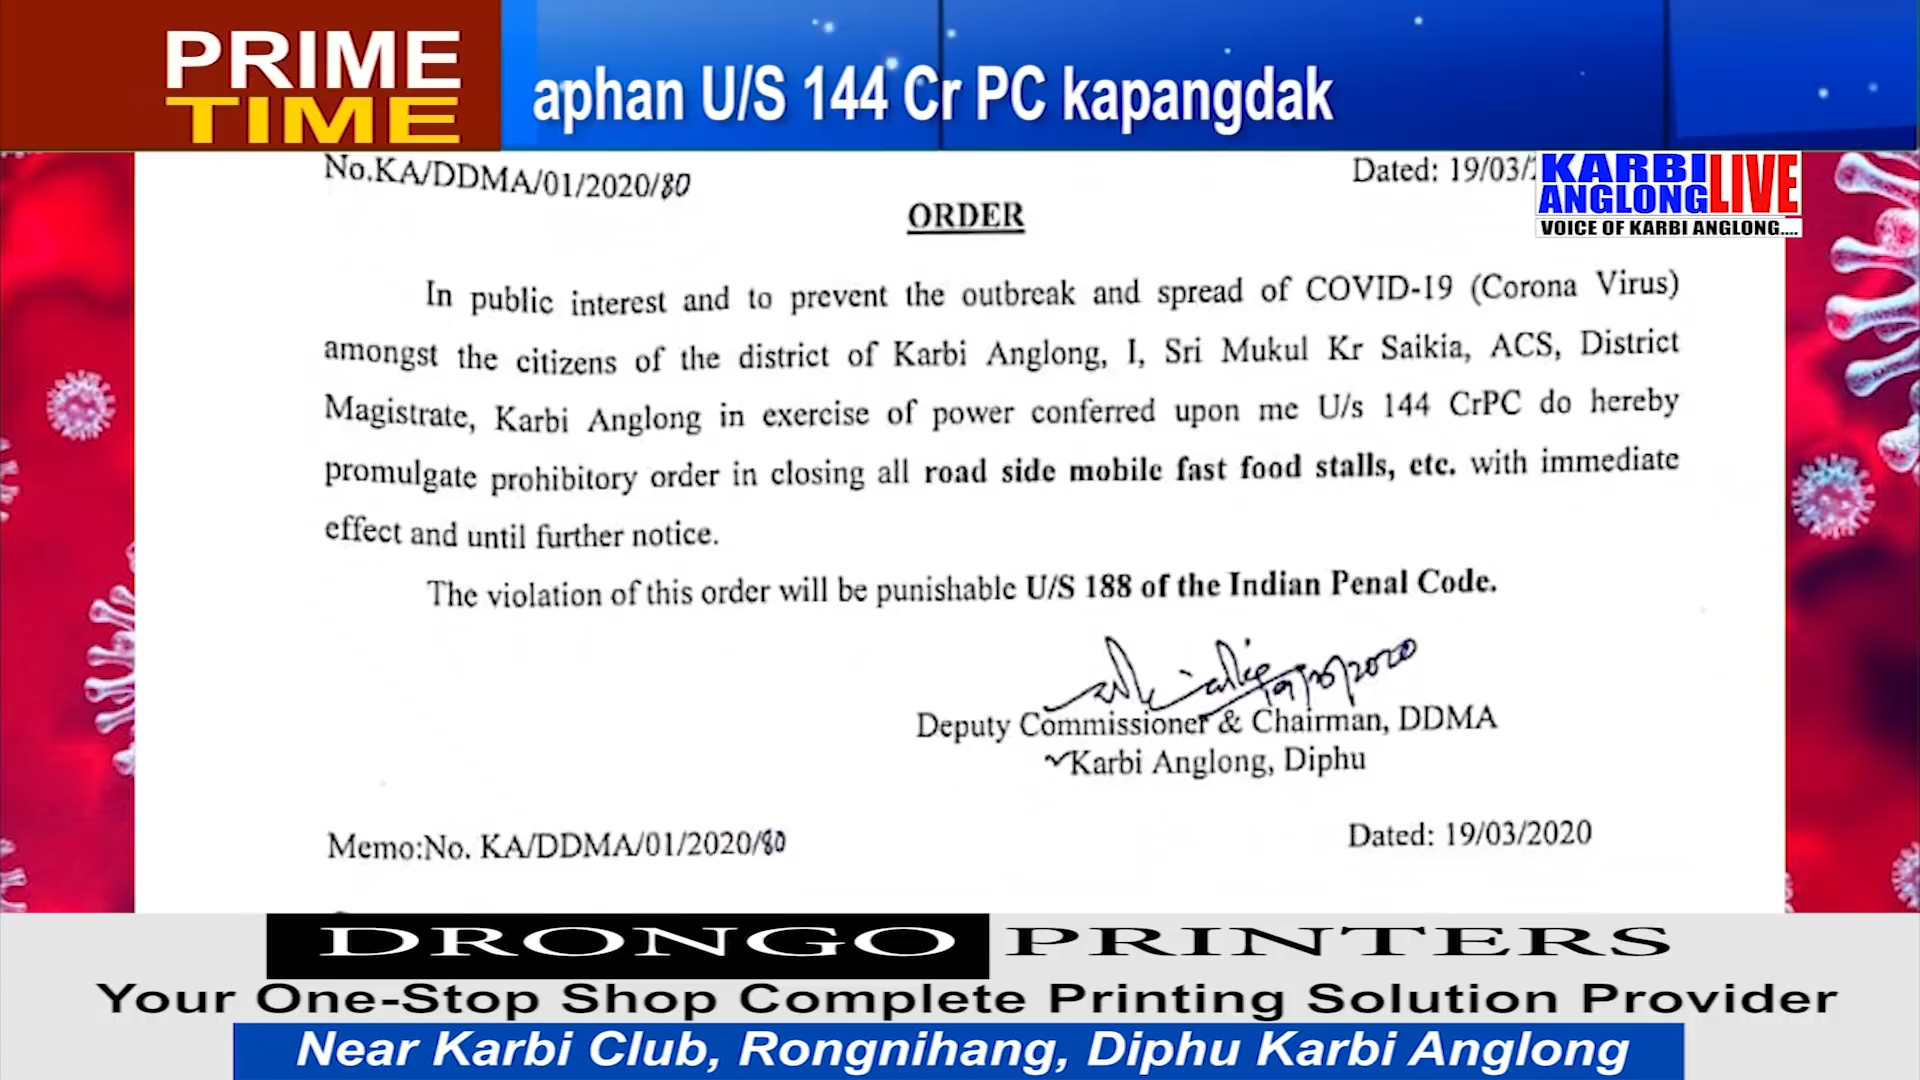 PRIME
TIME
aphan U/S 144 Cr PC kapangdak
No.KA/DDMA/01/2020/80
Dated: 19/03/
KARBI
ANGLONG
LIVE
VOICE OF KARBI ANGLONG....
ORDER
In public interest and to prevent the outbreak and spread of COVID-19 (Corona Virus)
amongst the citizens of the district of Karbi Anglong, I, Sri Mukul Kr Saikia, ACS, District
Magistrate, Karbi Anglong in exercise of power conferred upon me U/s 144 CrPC do hereby
promulgate prohibitory order in closing all road side mobile fast food stalls, etc. with immediate
effect and until further notice.
The violation of this order will be punishable U/S 188 of the Indian Penal Code.
Deputy Commissioner & Chairman, DDMA
Karbi Anglong, Diphu
Memo:No. KA/DDMA/01/2020/80
Dated: 19/03/2020
DRONGO PRINTERS
Your One-Stop Shop Complete Printing Solution Provider
Near Karbi Club, Rongnihang, Diphu Karbi Anglong